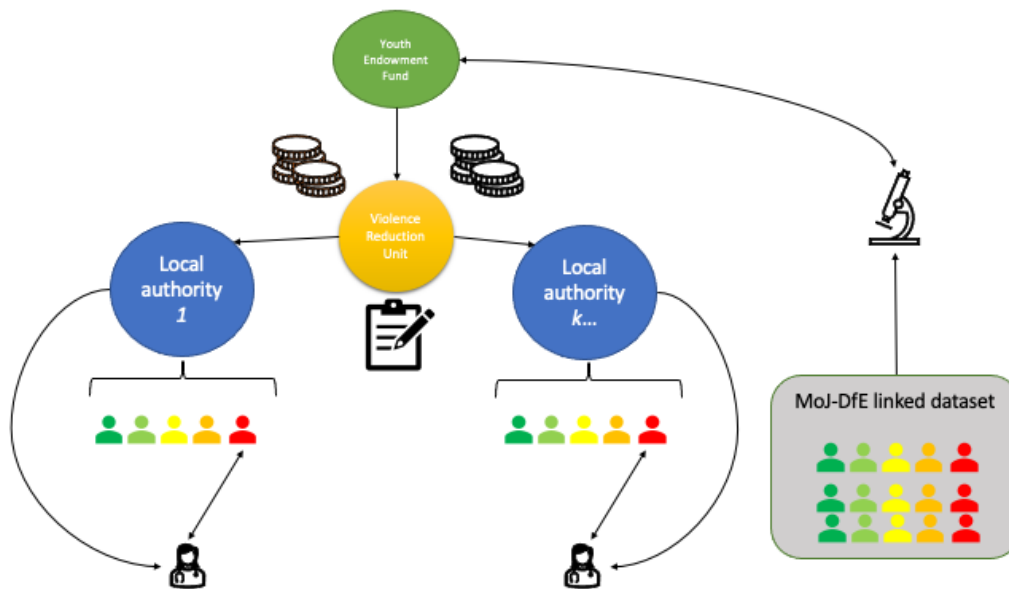 Youth
Endowment
Fund
Violence
Reduction
Unit
Local
authority
1
Local
authority
k...
MoJ-DfE linked dataset